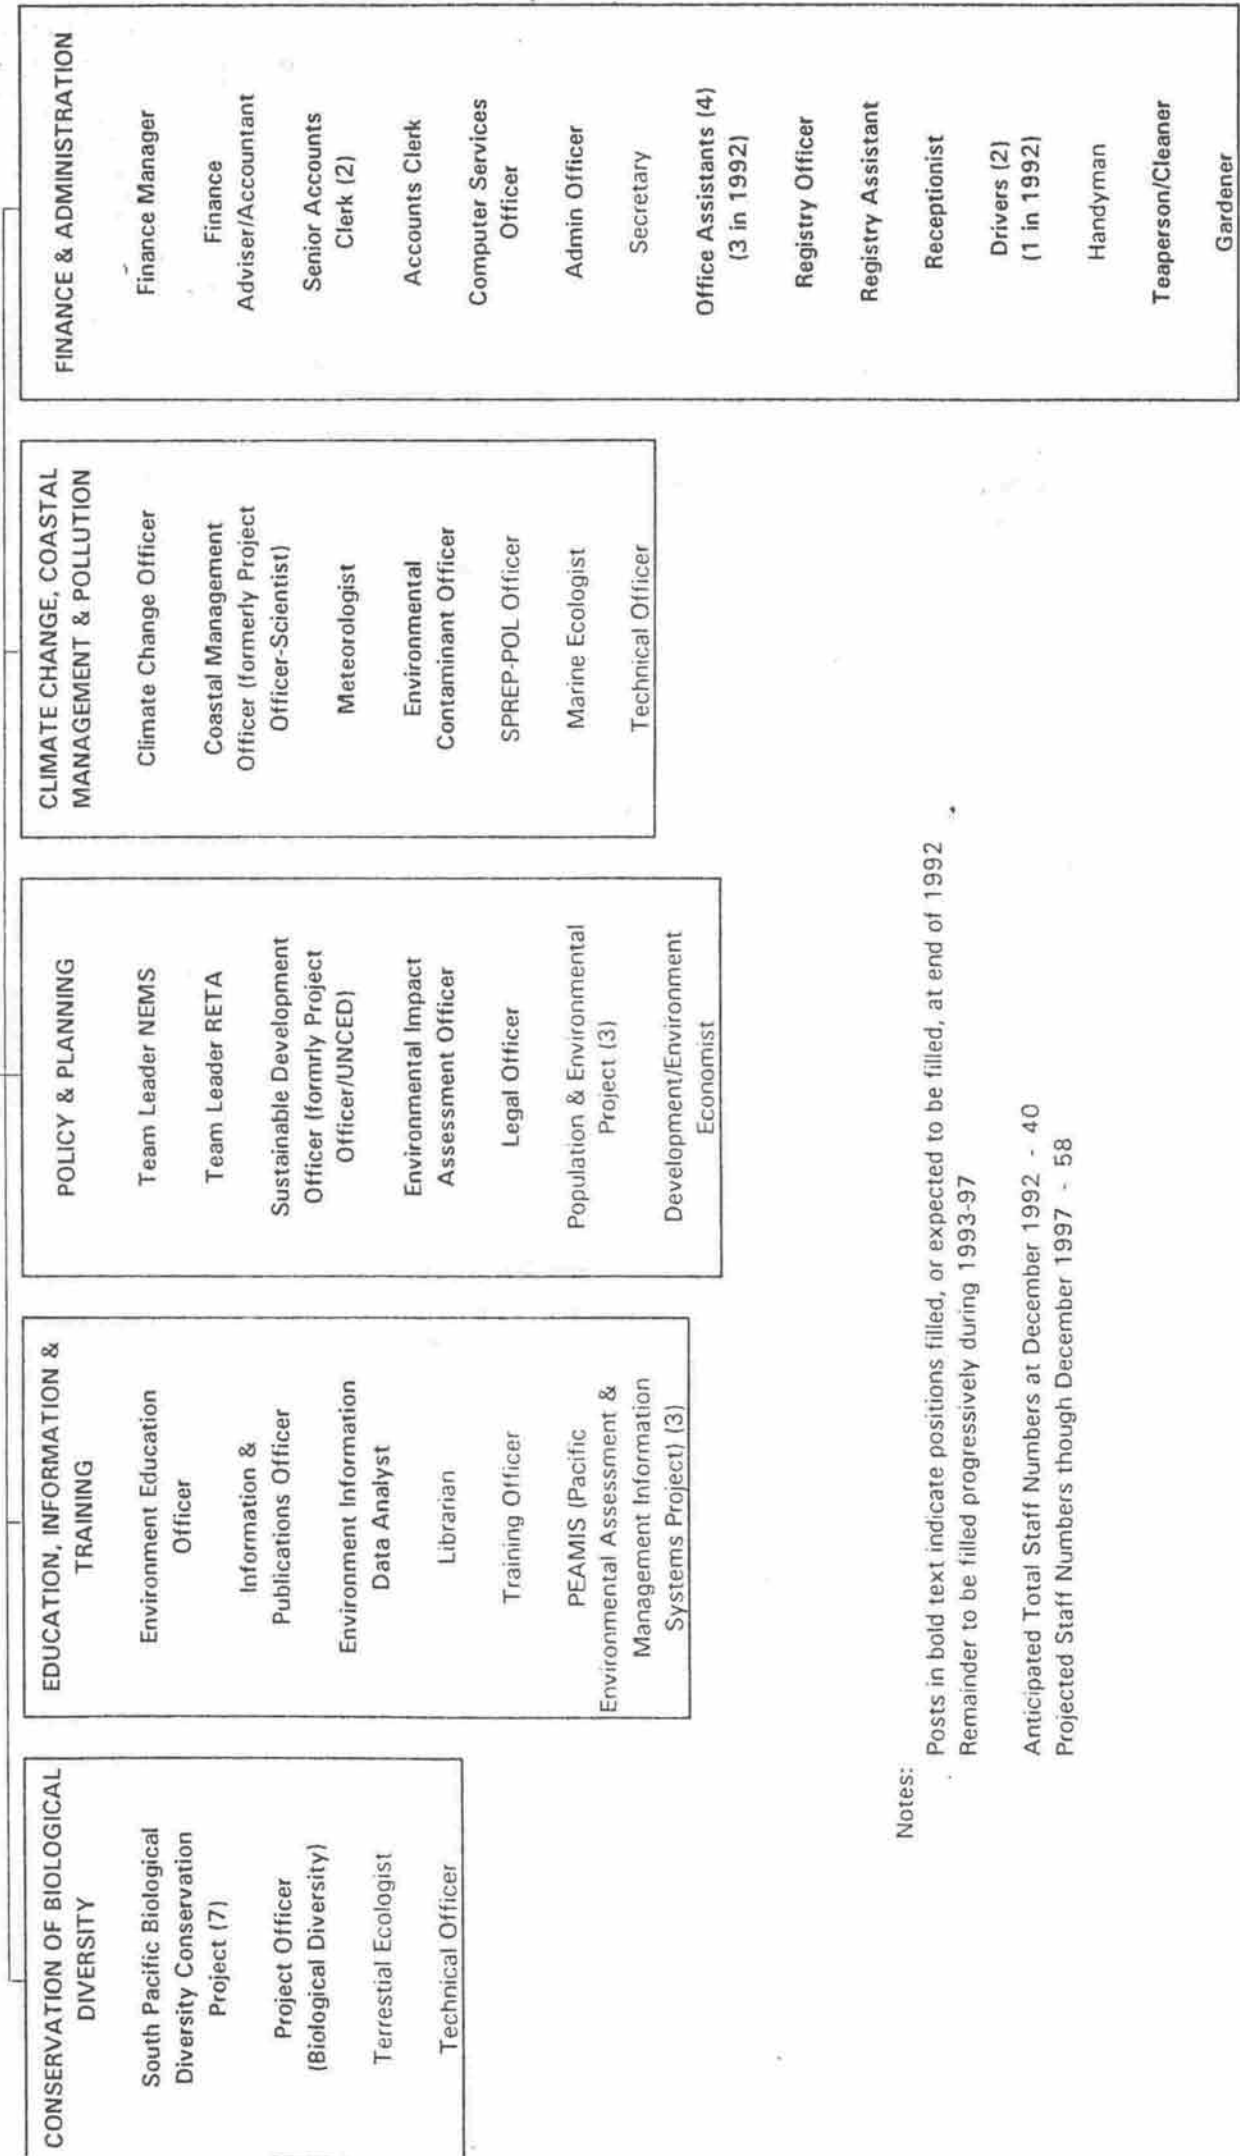 CONSERVATION OF BIOLOGICAL
DIVERSITY
South Pacific Biological
Diversity Conservation
Project (7)
Project Officer
(Biological Diversity)
Terrestial Ecologist
Technical Officer
EDUCATION, INFORMATION &
TRAINING
Environment Education
Officer
Information &
Publications Officer
Environment Information
Data Analyst
Librarian
Training Officer
PEAMIS (Pacific
Environmental Assessment &
Management Information
Systems Project) (3)
POLICY & PLANNING
Team Leader NEMS
Team Leader RETA
Sustainable Development
Officer (formrly Project
Officer/UNCED)
Environmental Impact
Assessment Officer
Legal Officer
Population & Environmental
Project (3)
Development/Environment
Economist
CLIMATE CHANGE, COASTAL
MANAGEMENT & POLLUTION
Climate Change Officer
Coastal Management
Officer (formerly Project
Officer-Scientist)
Meteorologist
Environmental
Contaminant Officer
SPREP-POL Officer
Marine Ecologist
Technical Officer
FINANCE & ADMINISTRATION
Finance Manager
Finance
Adviser/Accountant
Senior Accounts
Clerk (2)
Accounts Clerk
Computer Services
Officer
Admin Officer
Secretary
Office Assistants (4)
(3 in 1992)
Registry Officer
Registry Assistant
Receptionist
Drivers (2)
(1 in 1992)
Handyman
Teaperson/Cleaner
Gardener
Notes:
Posts in bold text indicate positions filled, or expected to be filled, at end of 1992
Remainder to be filled progressively during 1993-97
Anticipated Total Staff Numbers at December 1992 - 40
Projected Staff Numbers though December 1997 - 58